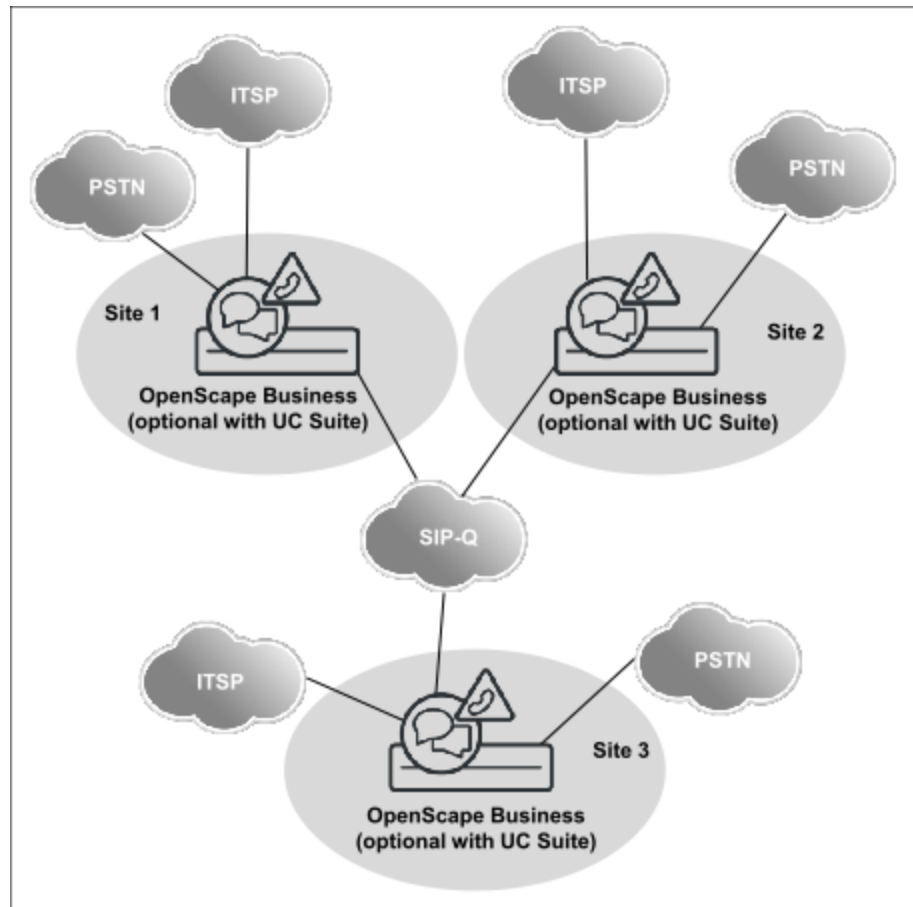 ITSP
ITSP
PSTN
PSTN
Site 1
Site 2
OpenScape Business
(optional with UC Suite)
OpenScape Business
(optional with UC Suite)
SIP-Q
ITSP
PSTN
Site 3
OpenScape Business
(optional with UC Suite)